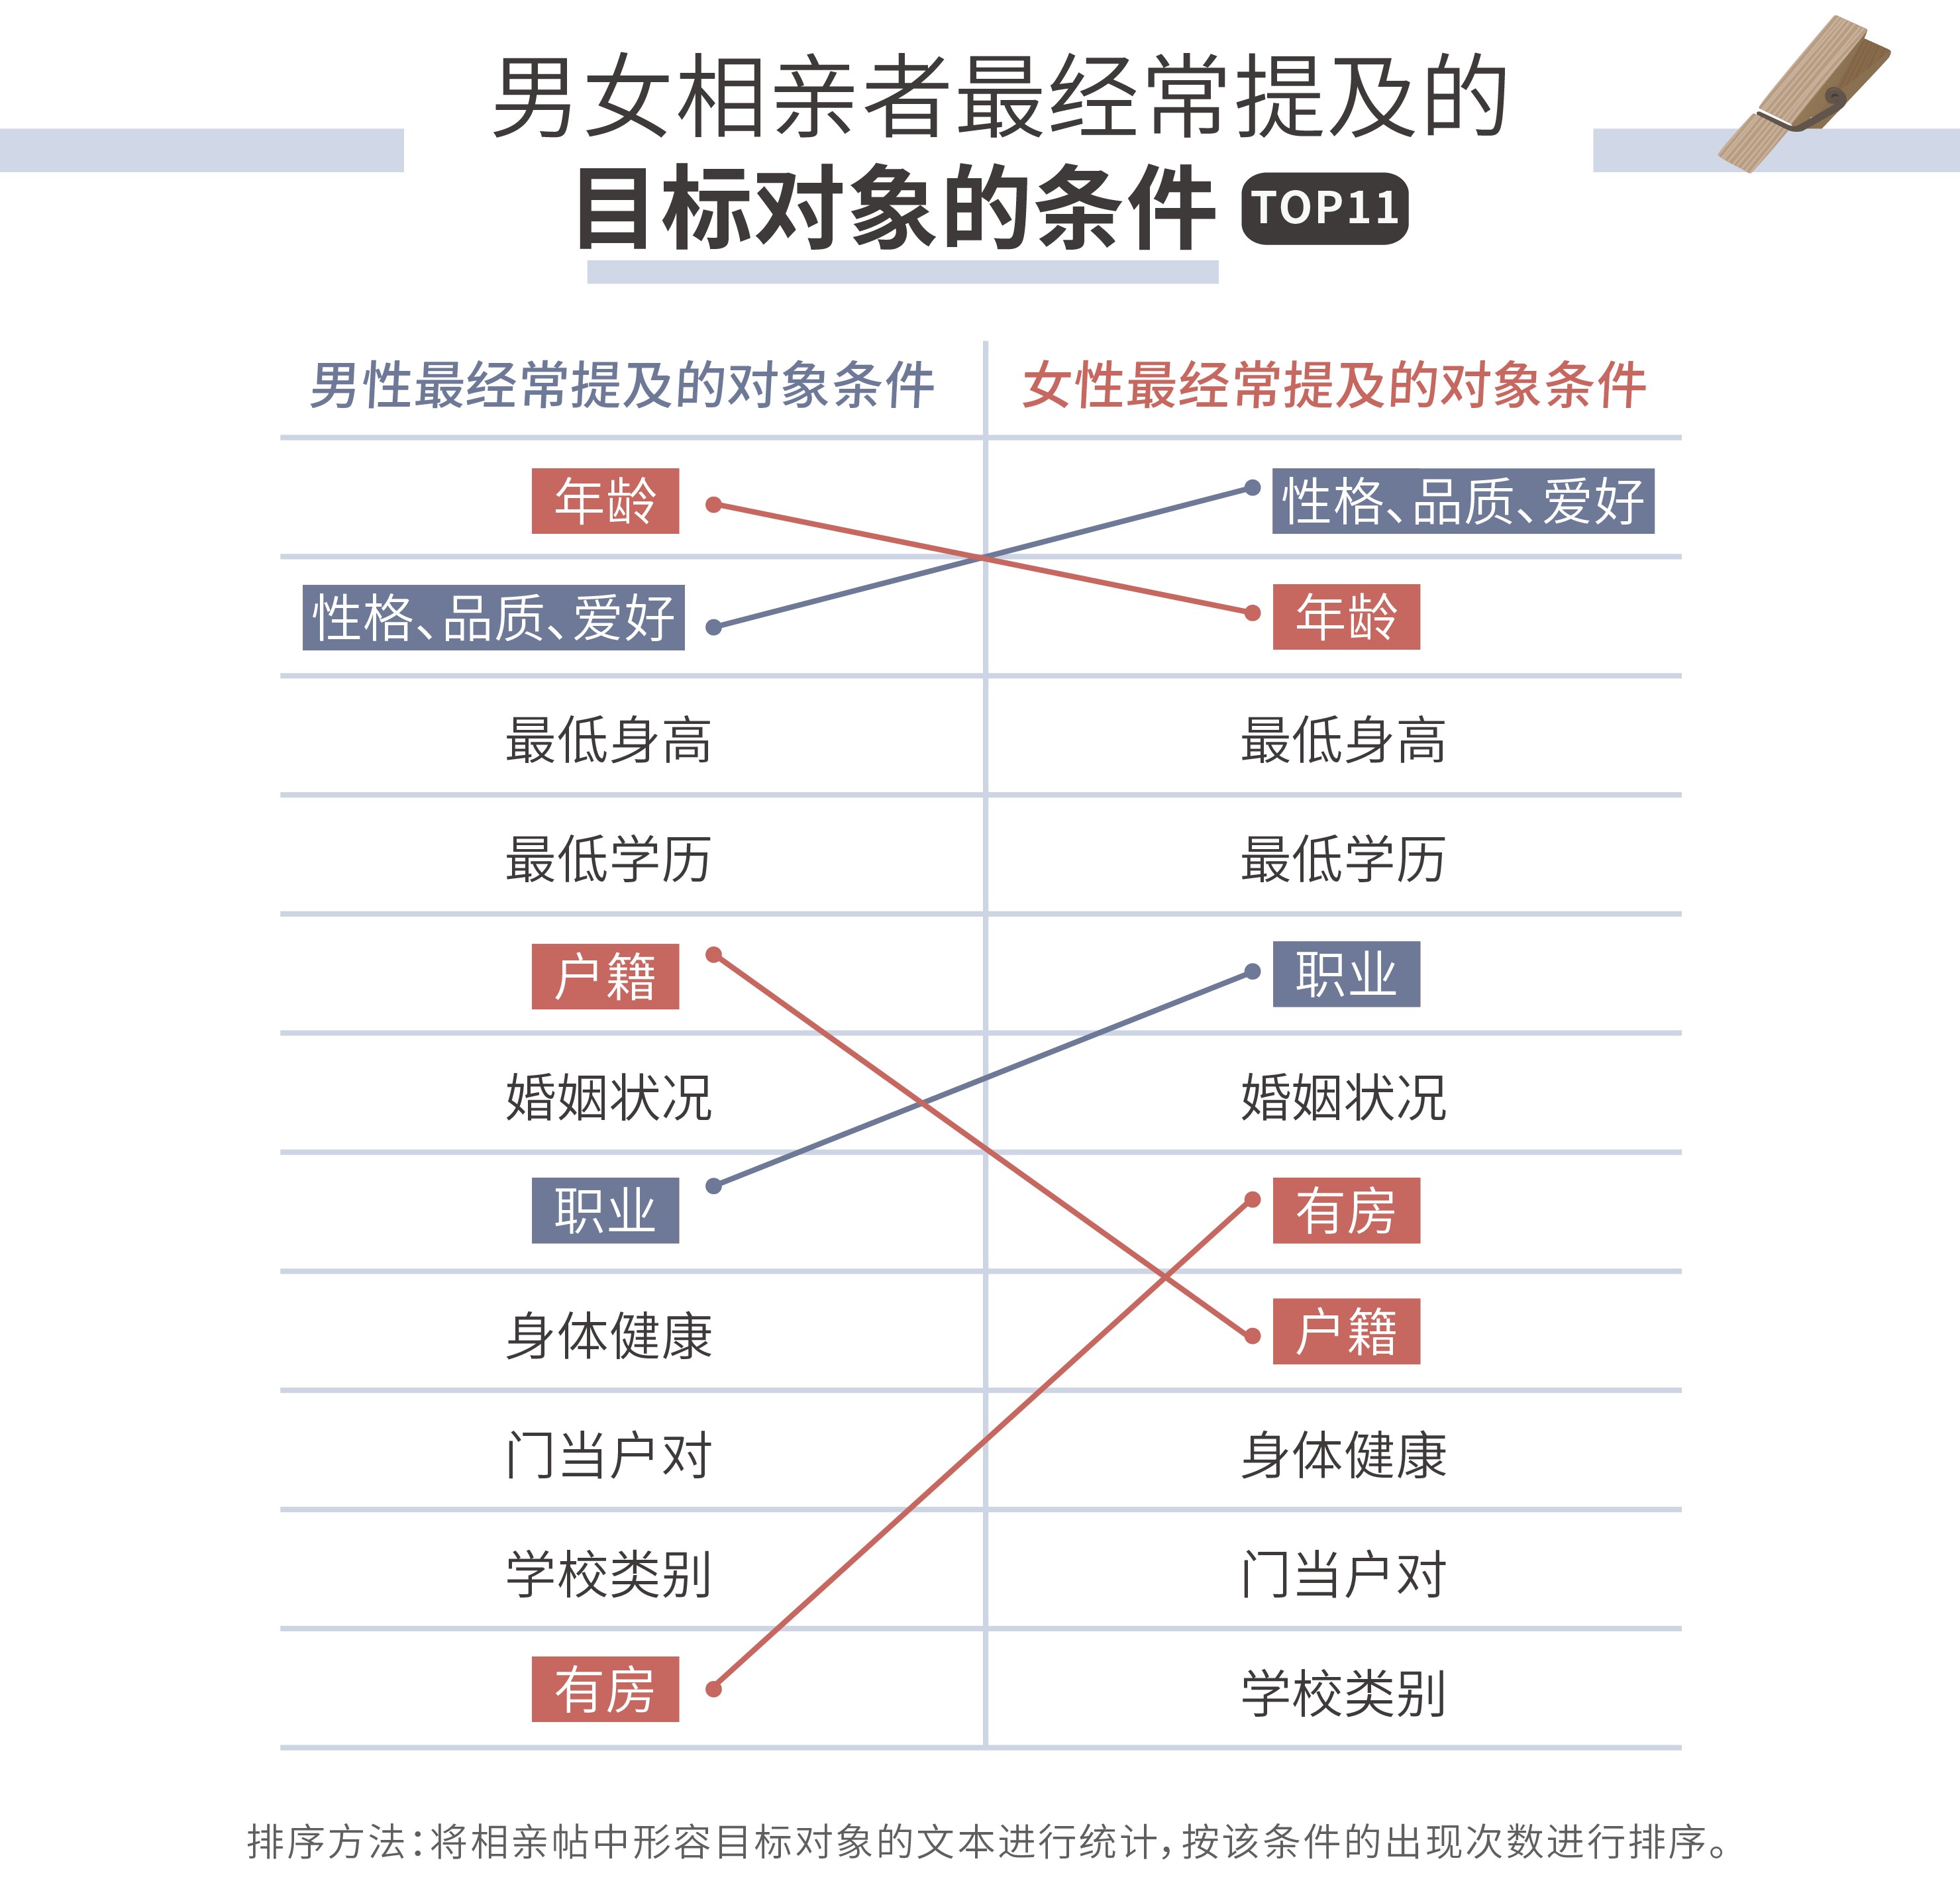 男女相亲者最经常提及的
目标对象的条件 TOP11
男性最经常提及的对象条件 女性最经常提及的对象条件
年龄 性格、品质、爱好
性格、品质、爱好 年龄
最低身高 最低身高
最低学历 最低学历
户籍 职业
婚姻状况 婚姻状况
职业 有房
身体健康 户籍
门当户对 身体健康
学校类别 门当户对
有房 学校类别
排序方法：将相亲帖中形容目标对象的文本进行统计，按该条件的出现次数进行排序。